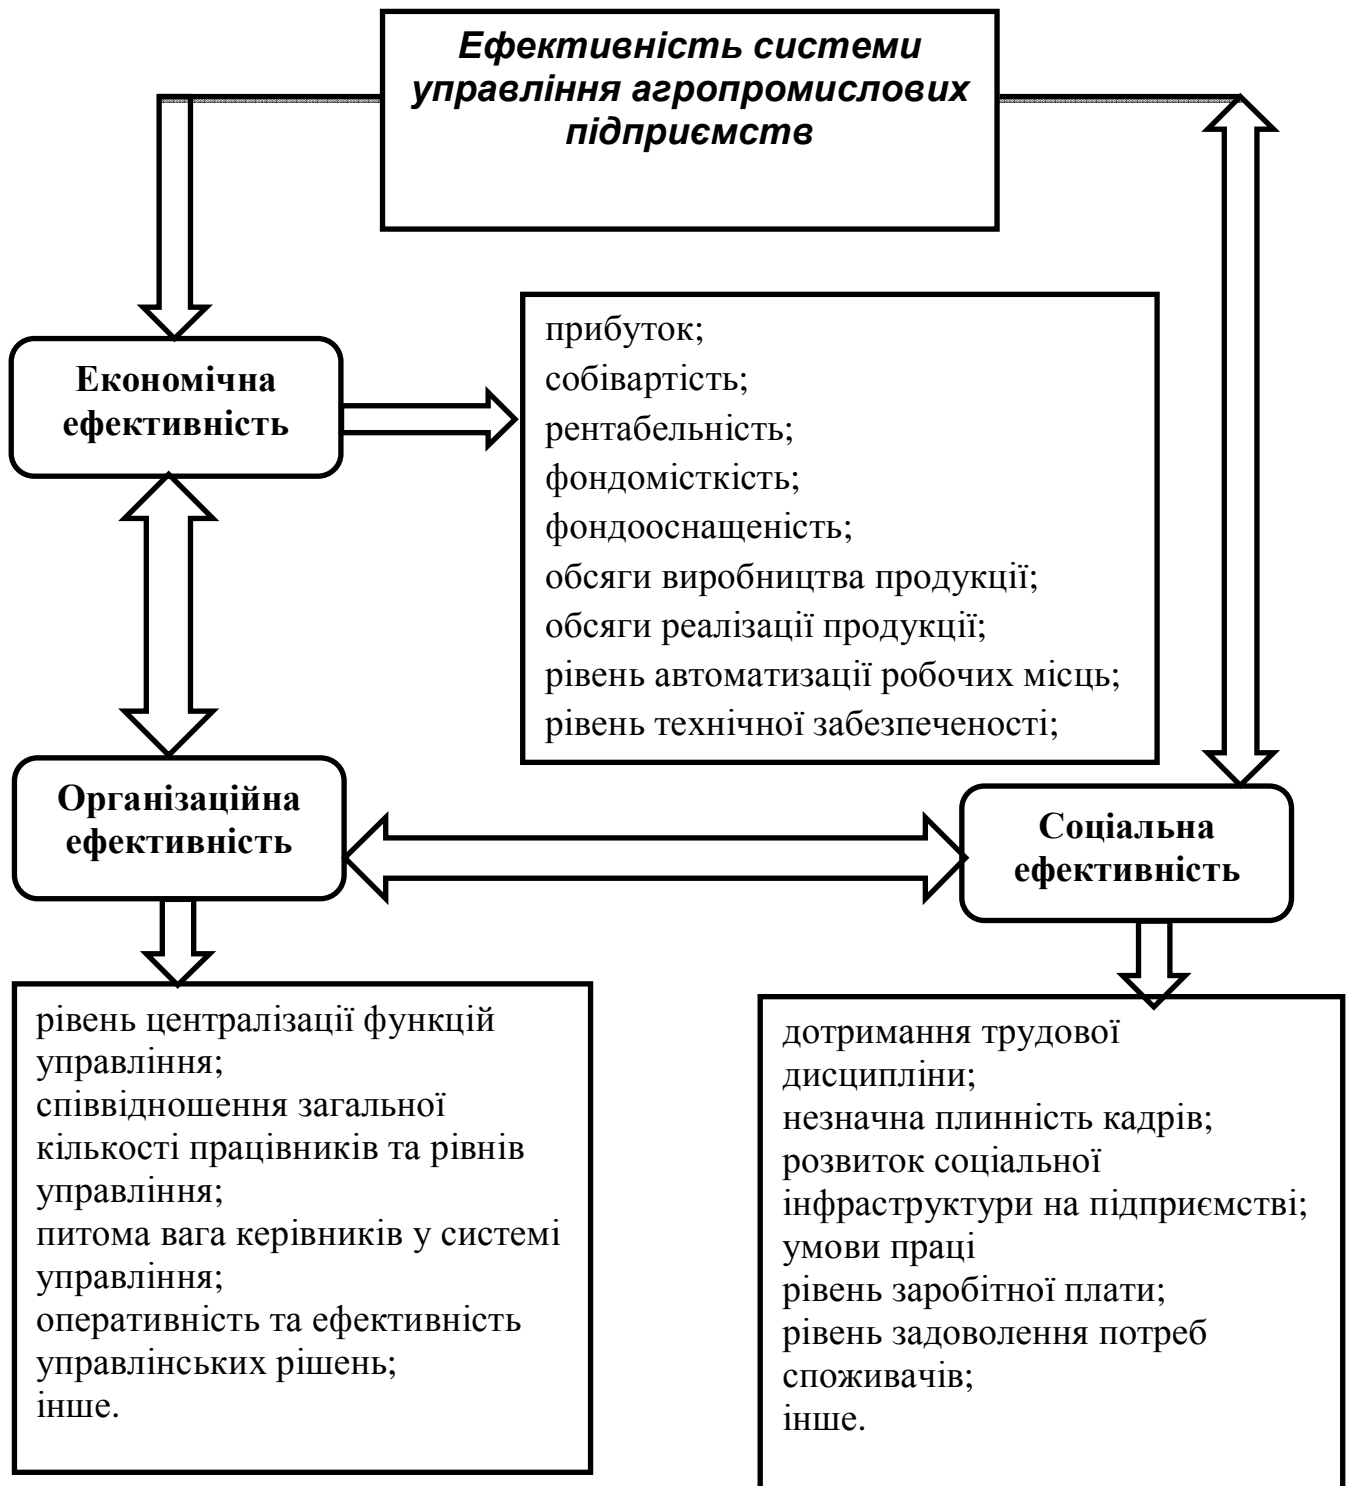 Ефективність системи
управління агропромислових
підприємств
Економічна
ефективність
прибуток;
собівартість;
рентабельність;
фондомісткість;
фондооснащеність;
обсяги виробництва продукції;
обсяги реалізації продукції;
рівень автоматизації робочих місць;
рівень технічної забезпеченості;
Організаційна
ефективність
Соціальна
ефективність
рівень централізації функцій
управління;
співвідношення загальної
кількості працівників та рівнів
управління;
питома вага керівників у системі
управління;
оперативність та ефективність
управлінських рішень;
інше.
дотримання трудової
дисципліни;
незначна плинність кадрів;
розвиток соціальної
інфраструктури на підприємстві;
умови праці
рівень заробітної плати;
рівень задоволення потреб
споживачів;
інше.